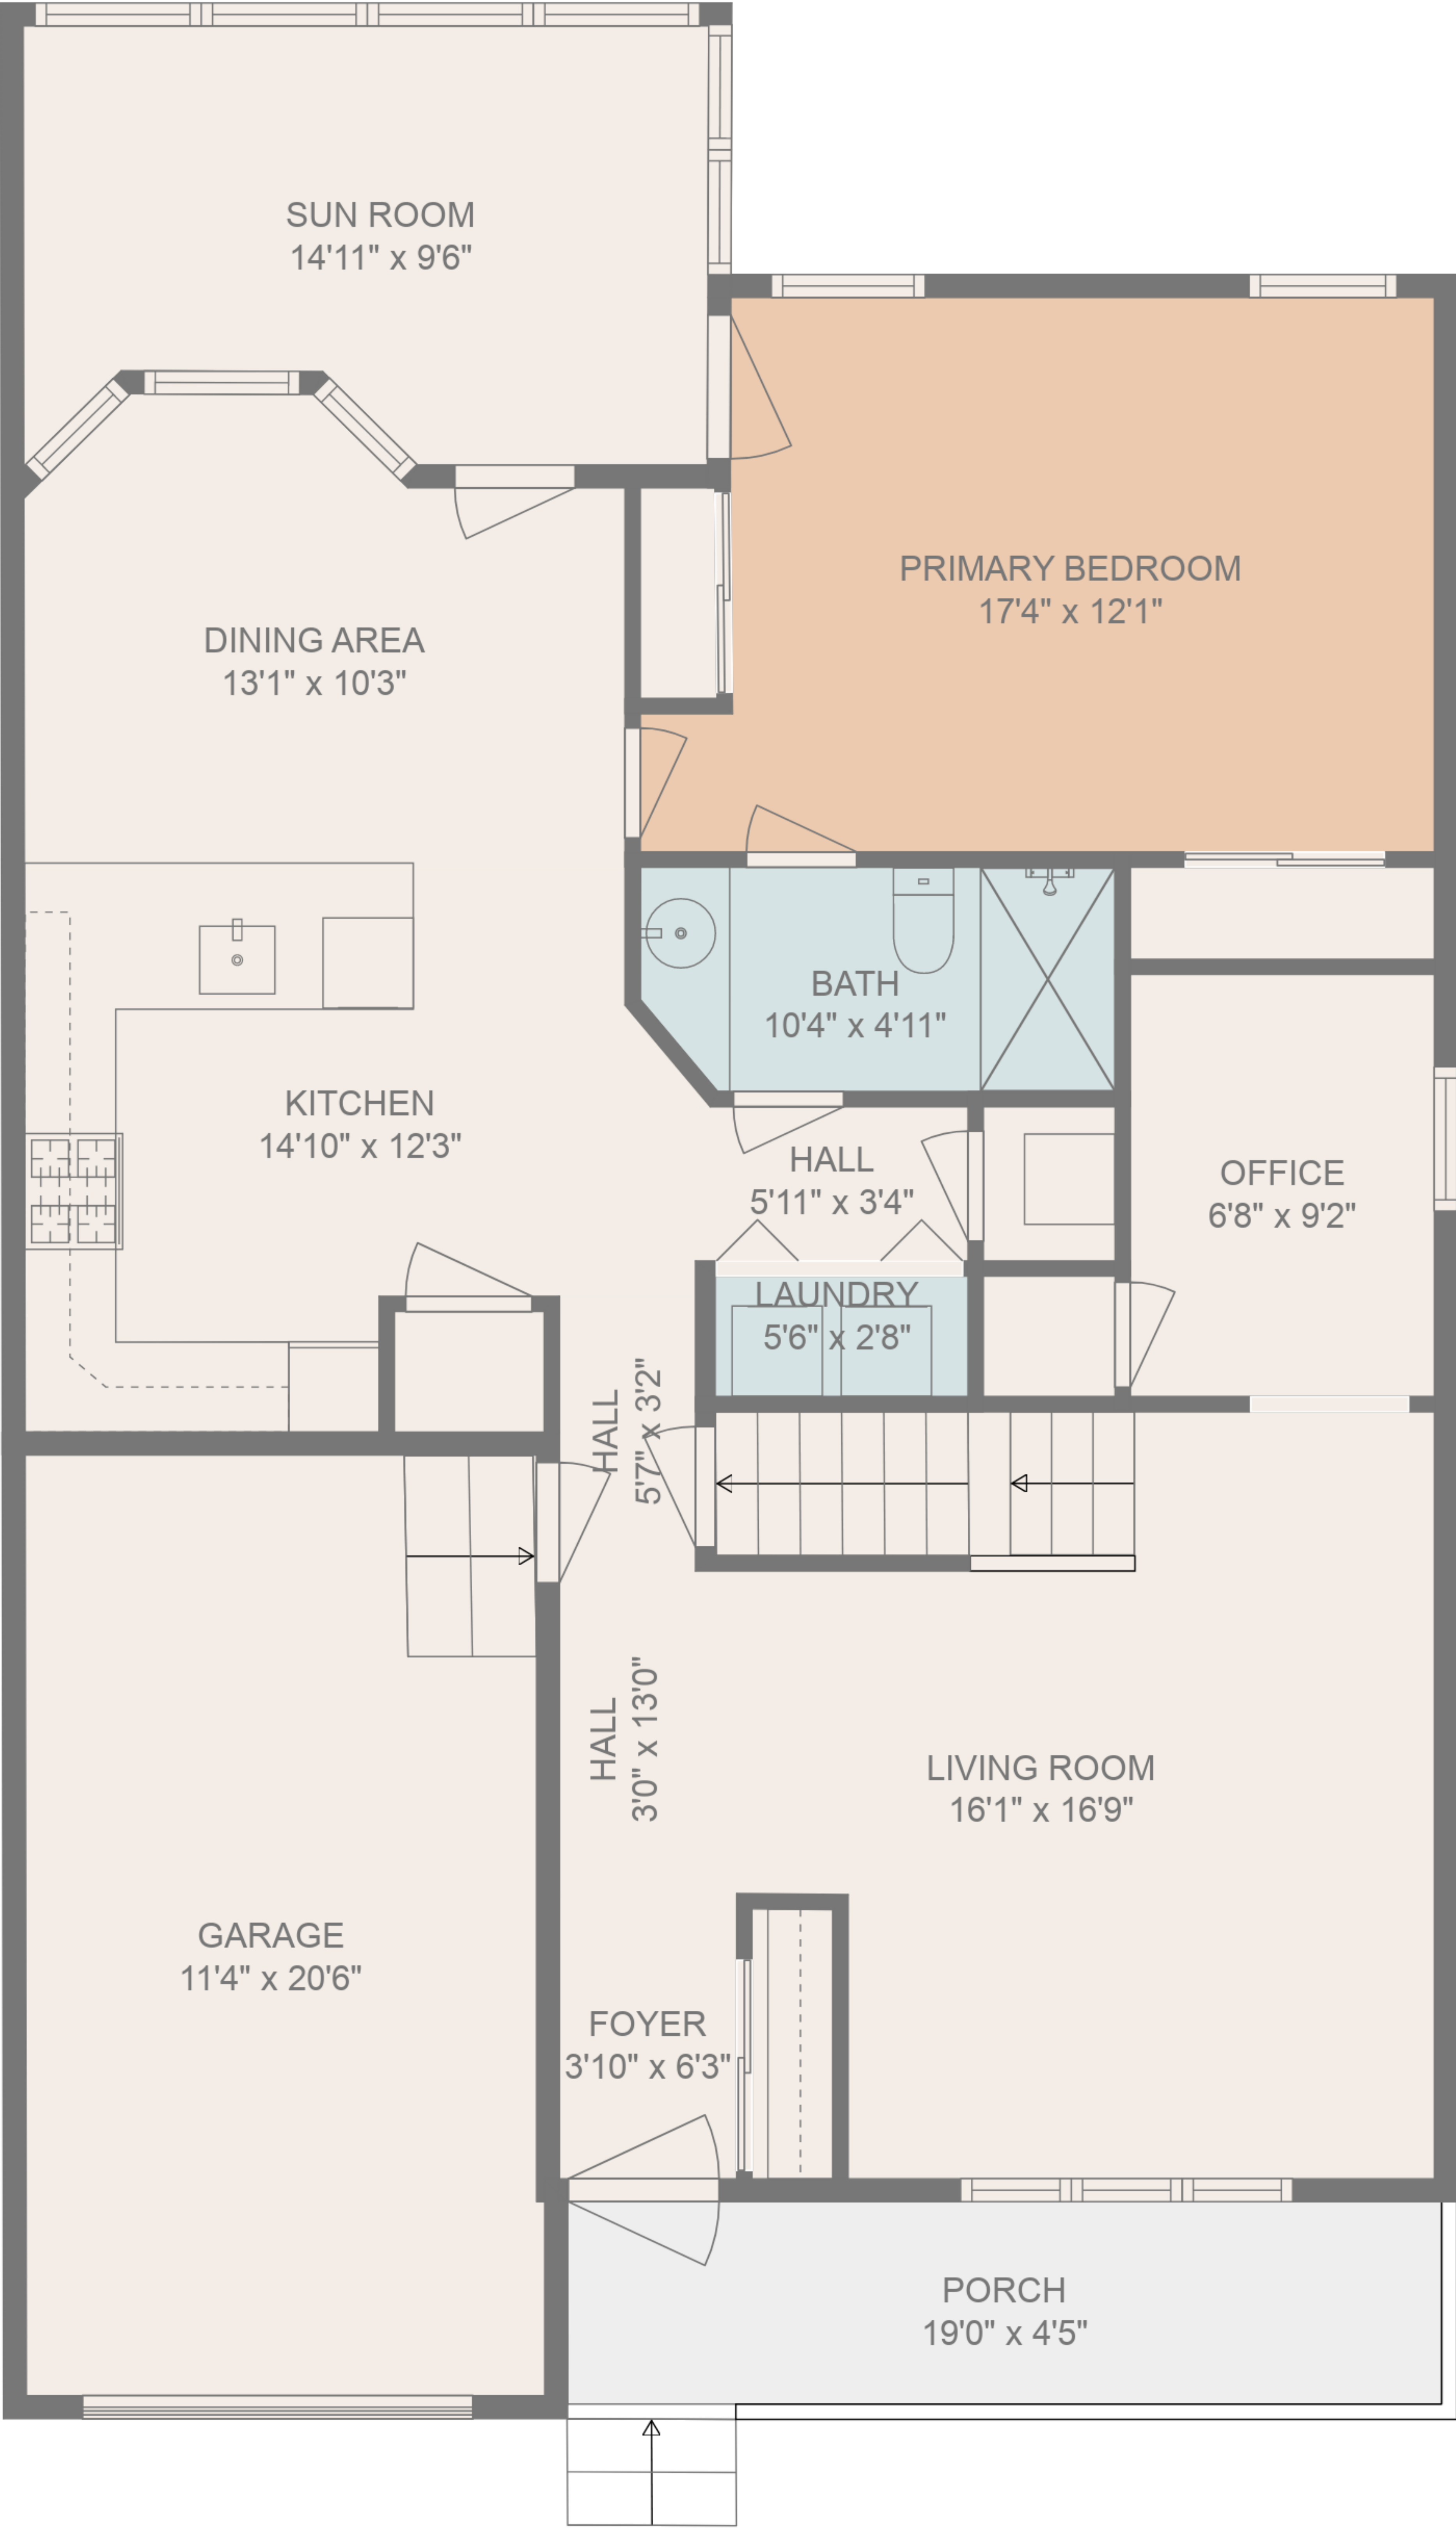 SUN ROOM
14'11" x 9'6"
PRIMARY BEDROOM
17'4" x 12'1"
DINING AREA
13'1" x 10'3"
BATH
10'4" x 4'11"
KITCHEN
14'10" x 12'3"
HALL
5'11" x 3'4"
OFFICE
6'8" x 9'2"
LAUNDRY
5'6" x 2'8"
HALL
5'7" x 3'2"
HALL
3'0" x 13'0"
LIVING ROOM
16'1" x 16'9"
GARAGE
11'4" x 20'6"
FOYER
3'10" x 6'3"
PORCH
19'0" x 4'5"